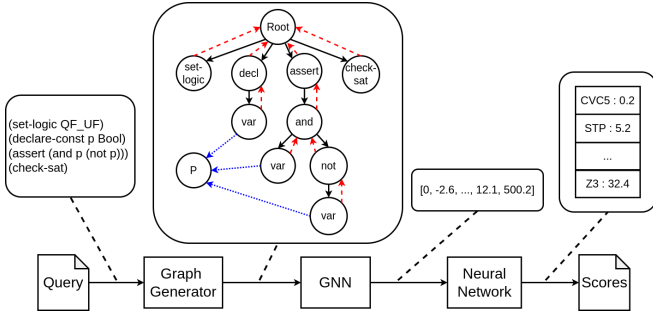 Root
set-
logic
decl
assert
check-
sat
var
and
P
var
not
var
(set-logic QF_UF)
(declare-const p Bool)
(assert (and p (not p)))
(check-sat)
[0, -2.6, ..., 12.1, 500.2]
CVC5 : 0.2
STP : 5.2
...
Z3 : 32.4
Query
Graph
Generator
GNN
Neural
Network
Scores